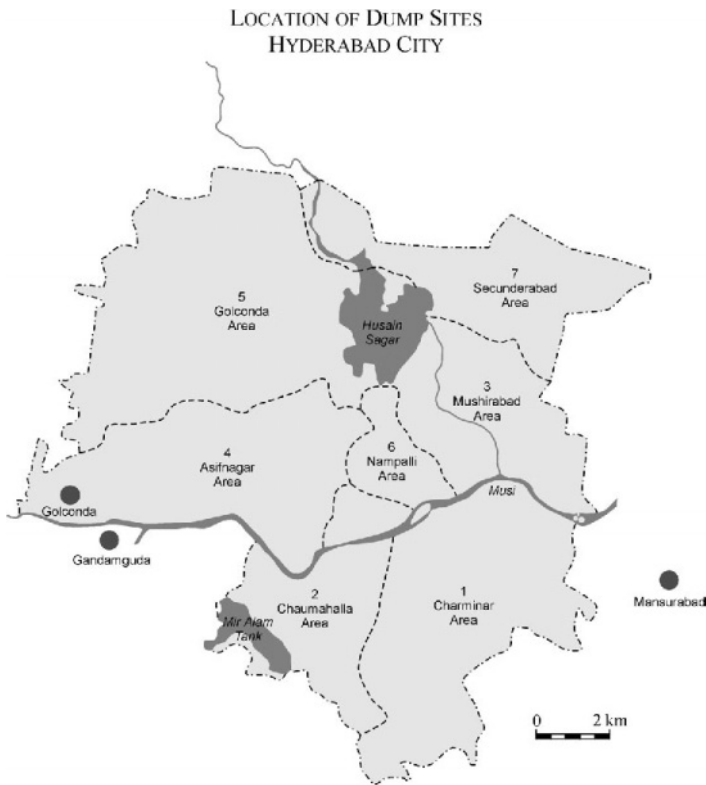 LOCATION OF DUMP SITES
HYDERABAD CITY
7
Secunderabad
Area
5
Golconda
Area
Husain
Sagar
3
Mushirabad
Area
6
Nampalli
Area
4
Asifnagar
Area
Musi
Golconda
Gandamguda
2
Chaumahalla
Area
1
Charminar
Area
Mansurabad
Mir Alam
Tank
0 2 km